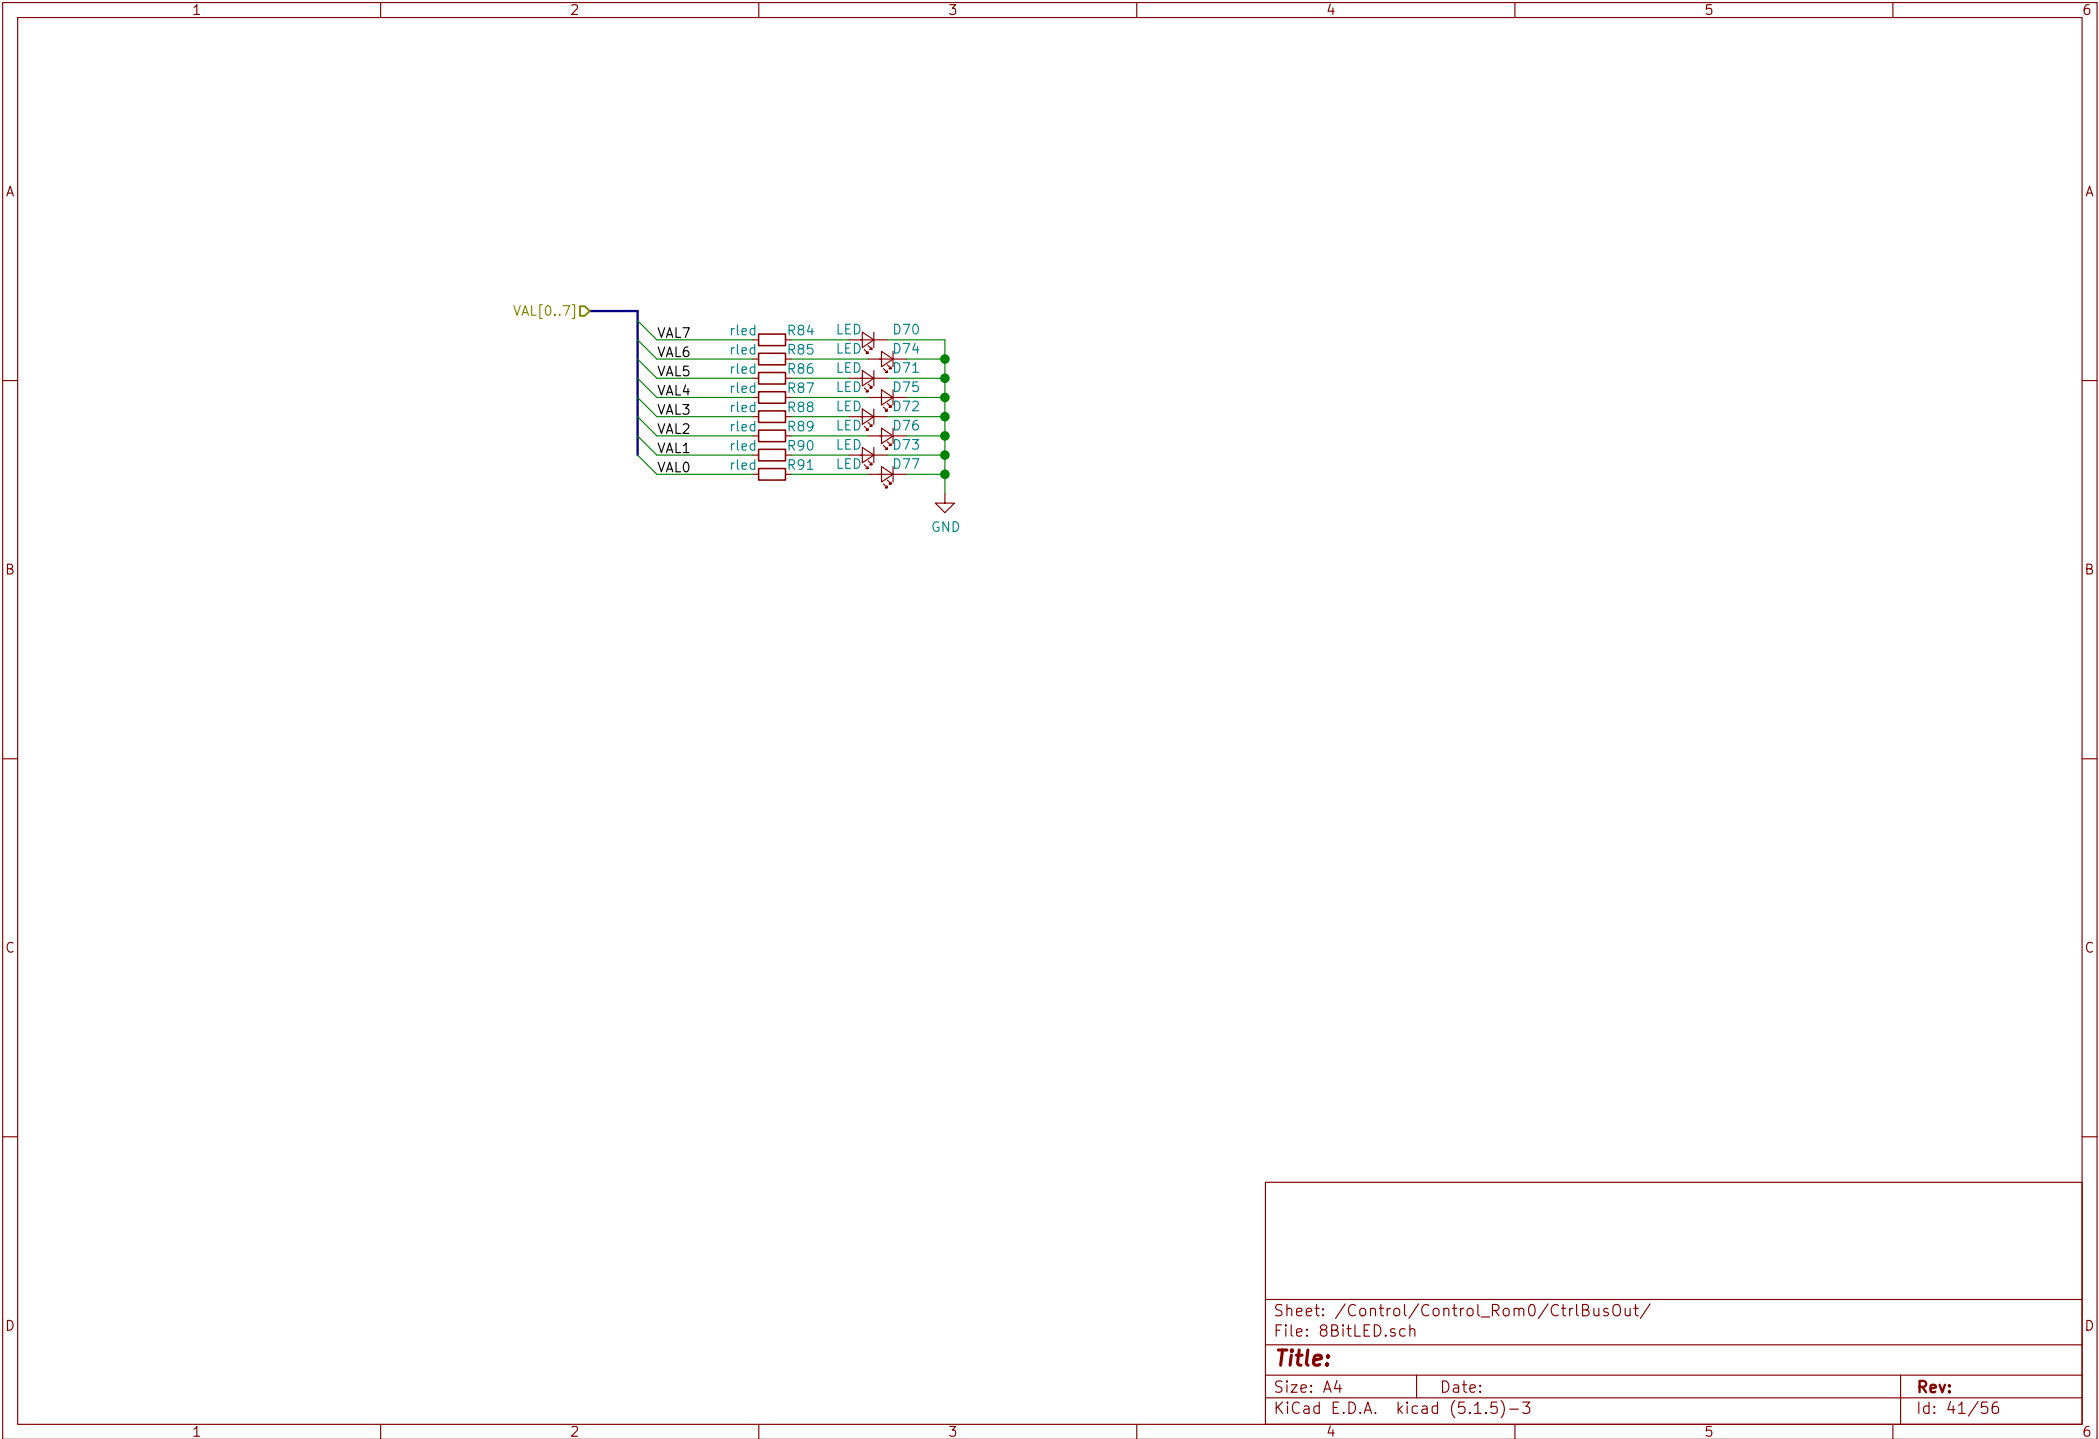 1 2 3 4 5 6
A A
VAL[0..7]
VAL7 rled R84 LED D70
VAL6 rled R85 LED D74
VAL5 rled R86 LED D71
VAL4 rled R87 LED D75
VAL3 rled R88 LED D72
VAL2 rled R89 LED D76
VAL1 rled R90 LED D73
VAL0 rled R91 LED D77
GND
B B
C C
Sheet: /Control/Control_Rom0/CtrlBusOut/
D D
File: 8BitLED.sch
Title:
Size: A4 Date: Rev:
KiCad E.D.A. kicad (5.1.5)-3 Id: 41/56
1 2 3 4 5 6